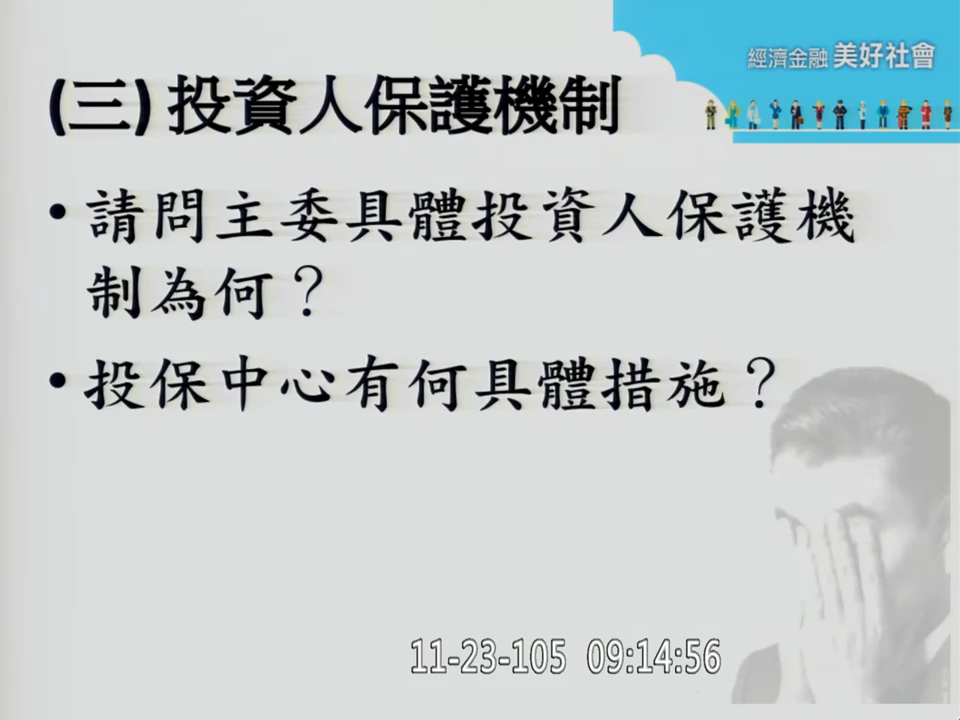 經濟金融 美好社會
(三) 投資人保護機制
• 請問主委具體投資人保護機
制為何？
• 投保中心有何具體措施？
11-23-105 09:14:56